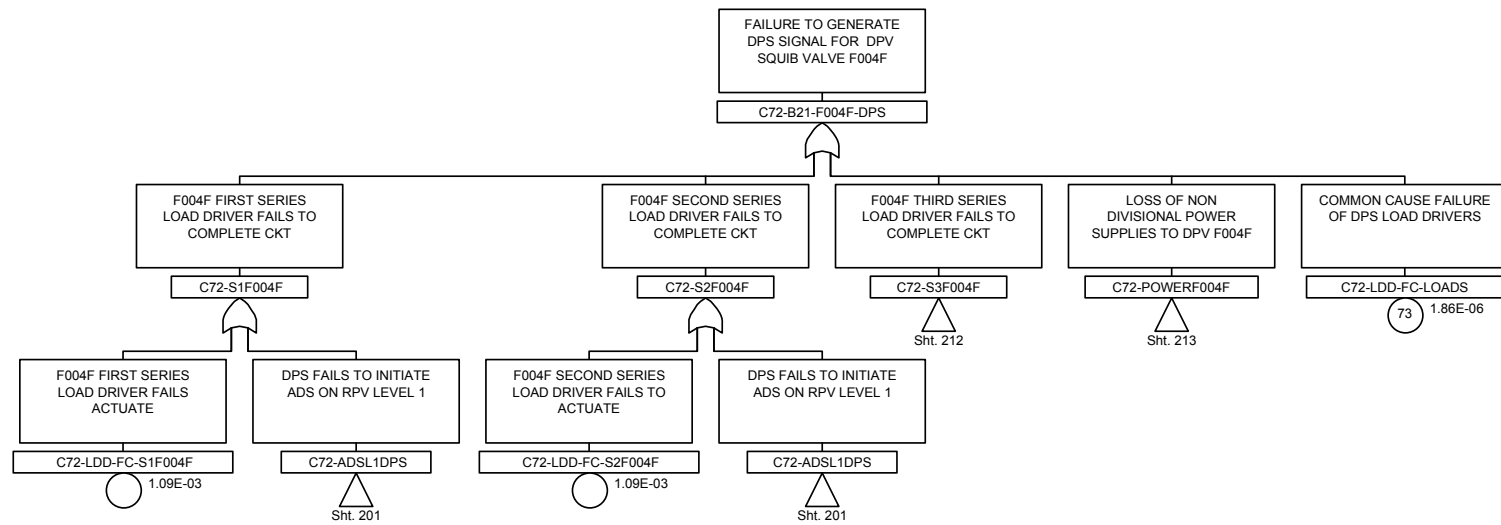 FAILURE TO GENERATE
DPS SIGNAL FOR DPV
SQUIB VALVE F004F
C72-B21-F004F-DPS
F004F FIRST SERIES
LOAD DRIVER FAILS TO
COMPLETE CKT
C72-S1F004F
F004F SECOND SERIES
LOAD DRIVER FAILS TO
COMPLETE CKT
C72-S2F004F
F004F THIRD SERIES
LOAD DRIVER FAILS TO
COMPLETE CKT
C72-S3F004F
Sht. 212
LOSS OF NON
DIVISIONAL POWER
SUPPLIES TO DPV F004F
C72-POWERF004F
Sht. 213
COMMON CAUSE FAILURE
OF DPS LOAD DRIVERS
C72-LDD-FC-LOADS
73
1.86E-06
F004F FIRST SERIES
LOAD DRIVER FAILS
ACTUATE
C72-LDD-FC-S1F004F
1.09E-03
DPS FAILS TO INITIATE
ADS ON RPV LEVEL 1
C72-ADSL1DPS
Sht. 201
F004F SECOND SERIES
LOAD DRIVER FAILS TO
ACTUATE
C72-LDD-FC-S2F004F
1.09E-03
DPS FAILS TO INITIATE
ADS ON RPV LEVEL 1
C72-ADSL1DPS
Sht. 201